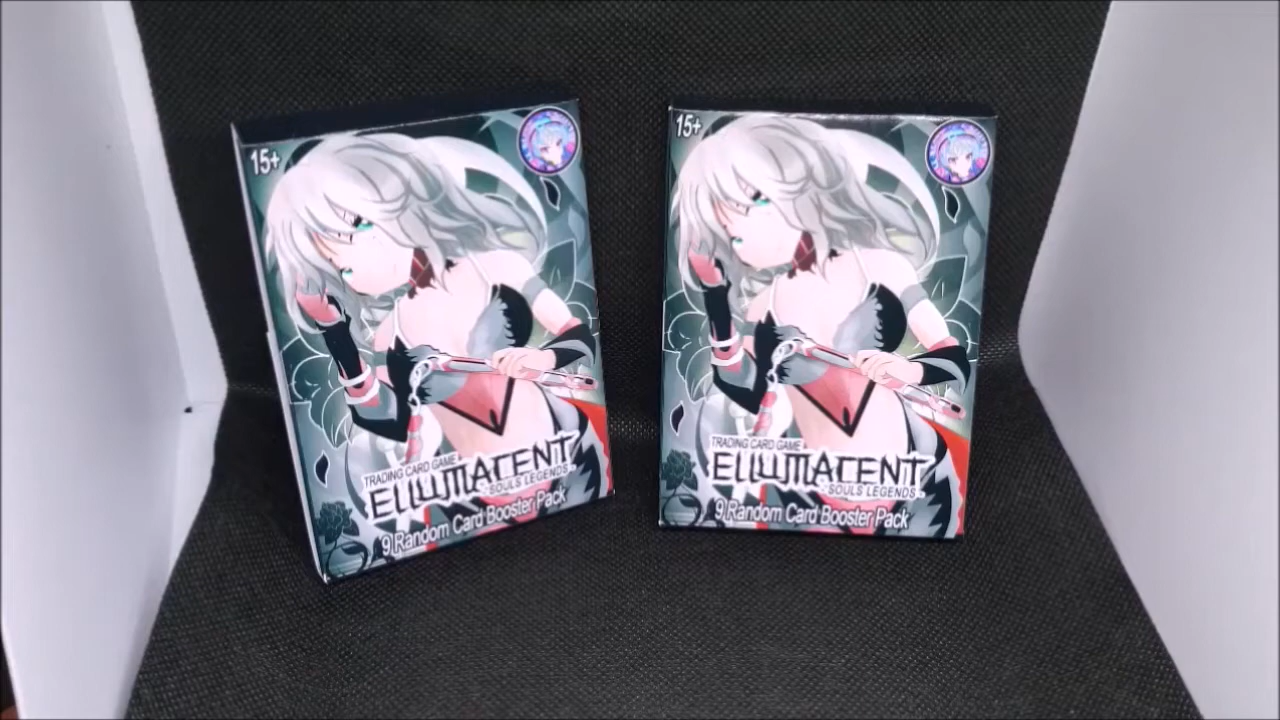 15+
TRADING CARD GAME
ELLUMACENT
- SOULS LEGENDS -
9 Random Card Booster Pack
15+
TRADING CARD GAME
ELLUMACENT
- SOULS LEGENDS -
9 Random Card Booster Pack